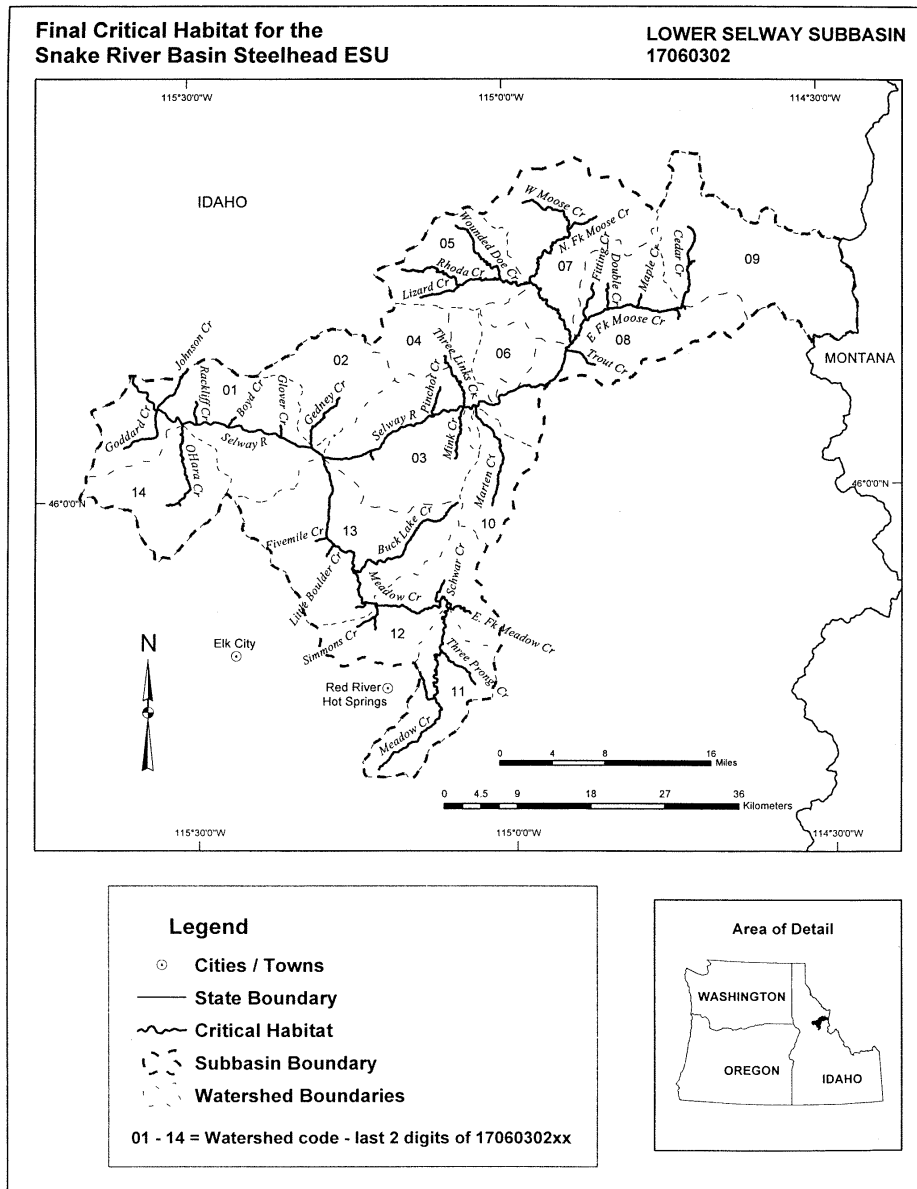 Final Critical Habitat for the
Snake River Basin Steelhead ESU
LOWER SELWAY SUBBASIN
17060302
115°30'0"W
115°0'0"W
114°30'0"W
IDAHO
W Moose Cr
N. Fk Moose Cr
Wounded Doe Cr
05
Rhoda Cr
Lizard Cr
07
Fitting Cr
Double Cr
Maple Cr
Cedar Cr
09
E Fk Moose Cr
08
Trout Cr
MONTANA
Johnson Cr
02
04
Three Links Cr
06
Rackliff Cr
01
Boyd Cr
Glover Cr
Gedney Cr
Pinchot Cr
Goddard Cr
Selway R
Selway R
OHara Cr
03
Mink Cr
Marten Cr
14
46°0'0"N
46°0'0"N
Fivemile Cr
13
Buck Lake Cr
10
Little Boulder Cr
Meadow Cr
Schwar Cr
E. Fk Meadow Cr
Simmons Cr
12
Elk City
Three Prong Cr
Red River
Hot Springs
11
Meadow Cr
N
0 4 8 16
Miles
0 4.5 9 18 27 36
Kilometers
115°30'0"W
115°0'0"W
114°30'0"W
Legend
Cities / Towns
State Boundary
Critical Habitat
Subbasin Boundary
Watershed Boundaries
01 - 14 = Watershed code - last 2 digits of 17060302xx
Area of Detail
WASHINGTON
OREGON
IDAHO